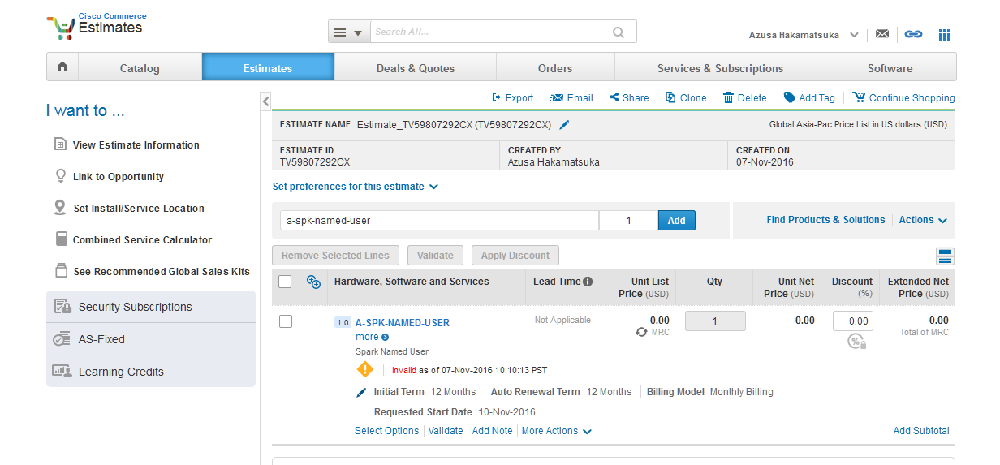 Cisco Commerce
Estimates
Search All...
Azusa Hakamatsuka
Catalog
Estimates
Deals & Quotes
Orders
Services & Subscriptions
Software
Export
Email
Share
Clone
Delete
Add Tag
Continue Shopping
I want to ...
View Estimate Information
Link to Opportunity
Set Install/Service Location
Combined Service Calculator
See Recommended Global Sales Kits
Security Subscriptions
AS-Fixed
Learning Credits
ESTIMATE NAME Estimate_TV59807292CX (TV59807292CX)
Global Asia-Pac Price List in US dollars (USD)
ESTIMATE ID
TV59807292CX
CREATED BY
Azusa Hakamatsuka
CREATED ON
07-Nov-2016
Set preferences for this estimate
a-spk-named-user
1
Add
Find Products & Solutions
Actions
Remove Selected Lines
Validate
Apply Discount
Hardware, Software and Services
Lead Time
Unit List
Price (USD)
Qty
Unit Net
Price (USD)
Discount
(%)
Extended Net
Price (USD)
1.0 A-SPK-NAMED-USER
more
Spark Named User
Not Applicable
0.00
MRC
1
0.00
0.00
%
0.00
Total of MRC
Invalid as of 07-Nov-2016 10:10:13 PST
Initial Term 12 Months
Auto Renewal Term 12 Months
Billing Model Monthly Billing
Requested Start Date 10-Nov-2016
Select Options
Validate
Add Note
More Actions
Add Subtotal